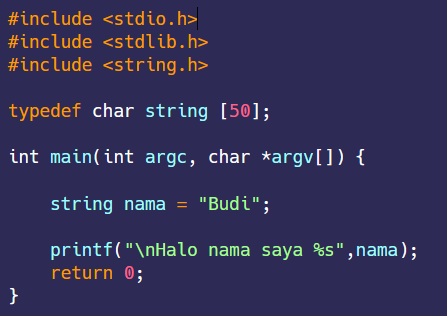 #include <stdio.h>
#include <stdlib.h>
#include <string.h>
typedef char string [50];
int main(int argc, char *argv[]) {
string nama = "Budi";
printf("\nHalo nama saya %s",nama);
return 0;
}